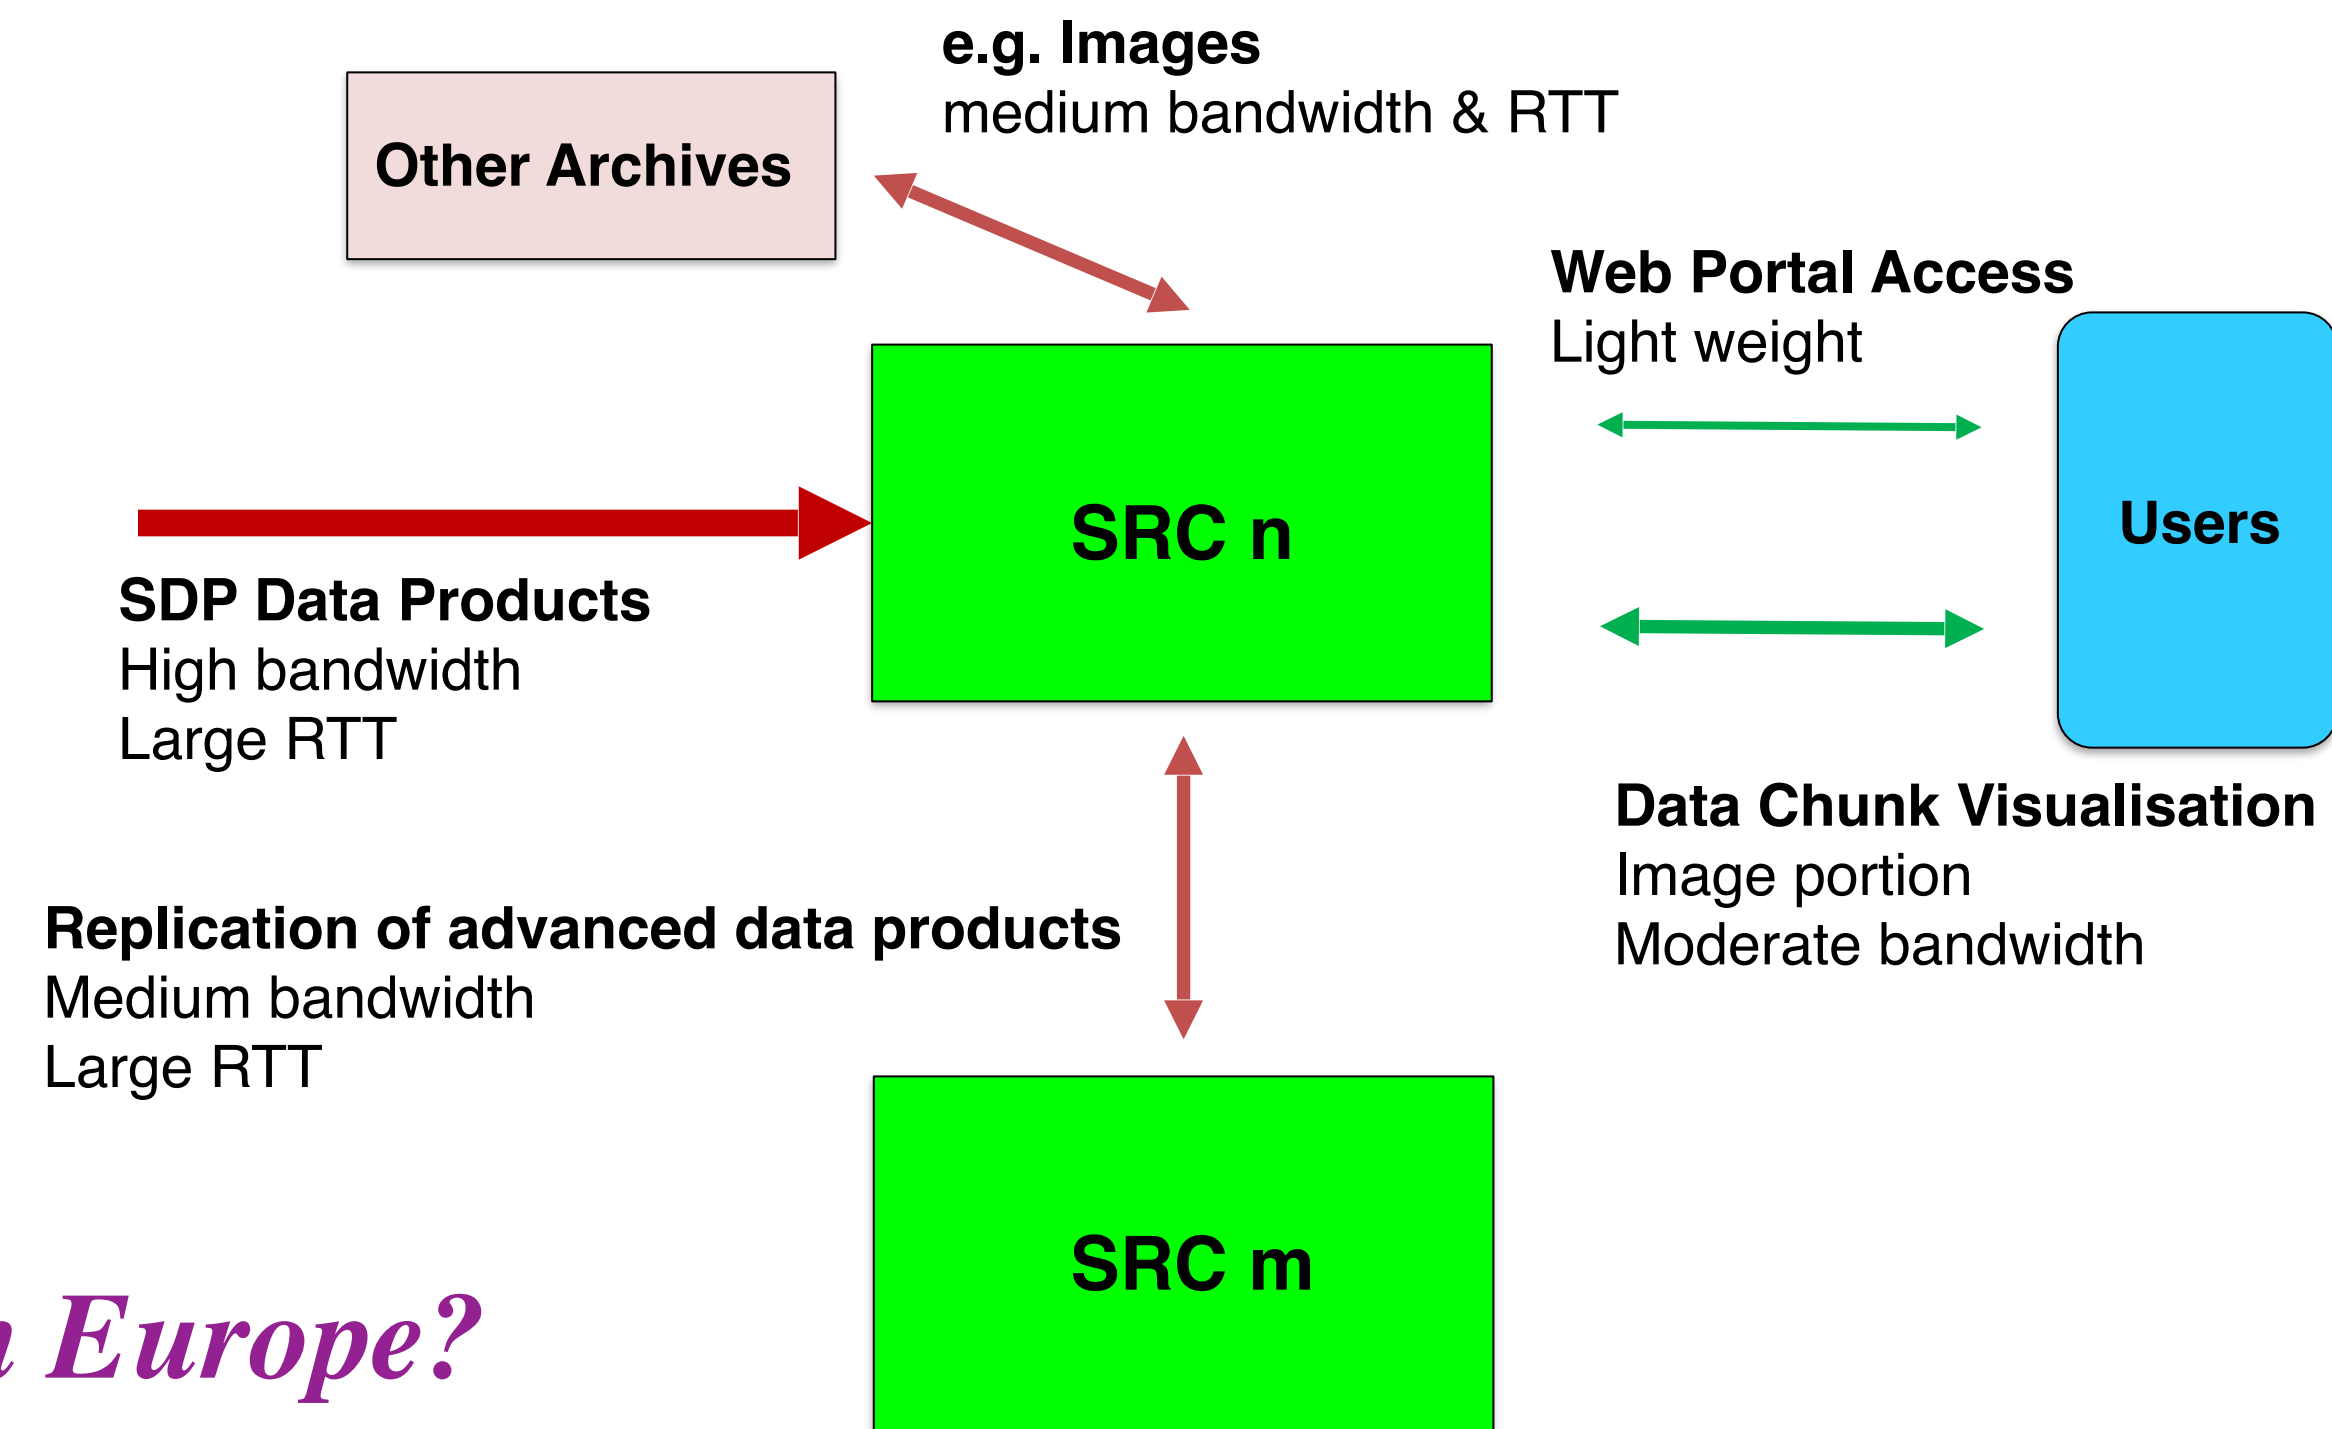 e.g. Images
medium bandwidth & RTT
Other Archives
Web Portal Access
Light weight
SRC n
Users
SDP Data Products
High bandwidth
Large RTT
Data Chunk Visualisation
Image portion
Moderate bandwidth
Replication of advanced data products
Medium bandwidth
Large RTT
SRC m
Europe?